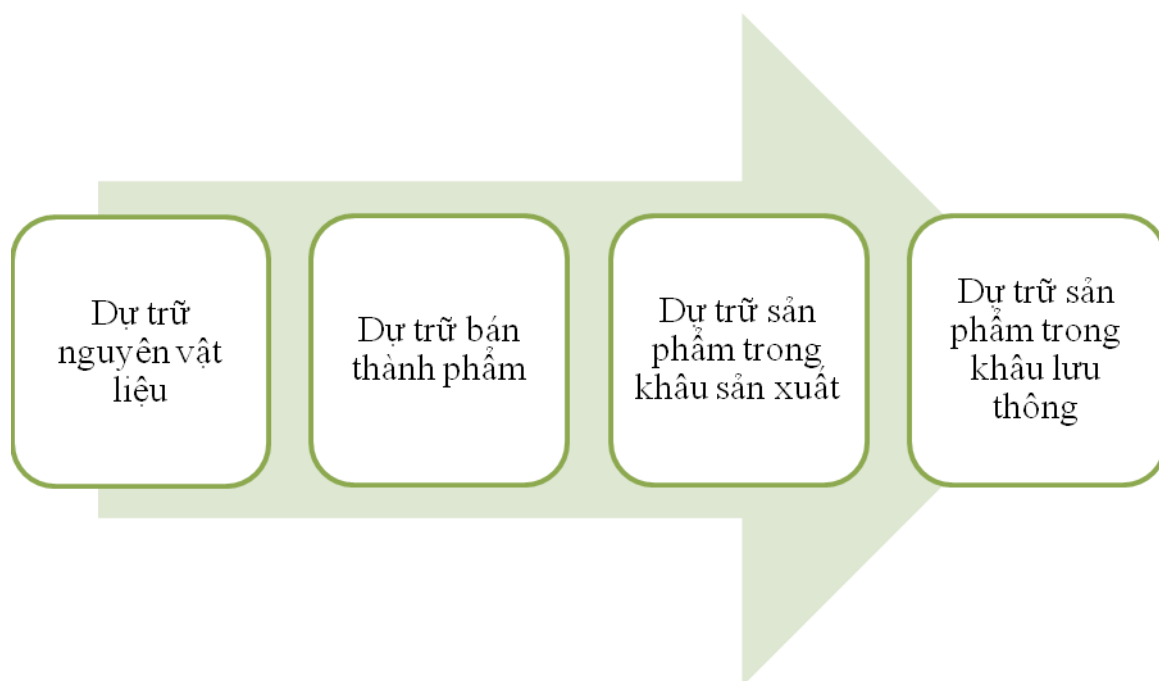 Dự trữ
nguyên vật
liệu
Dự trữ bán
thành phẩm
Dự trữ sản
phẩm trong
khâu sản xuất
Dự trữ sản
phẩm trong
khâu lưu
thông